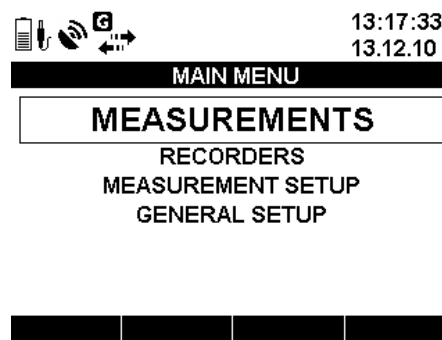 G
13:17:33
13.12.10
MAIN MENU
MEASUREMENTS
RECORDERS
MEASUREMENT SETUP
GENERAL SETUP